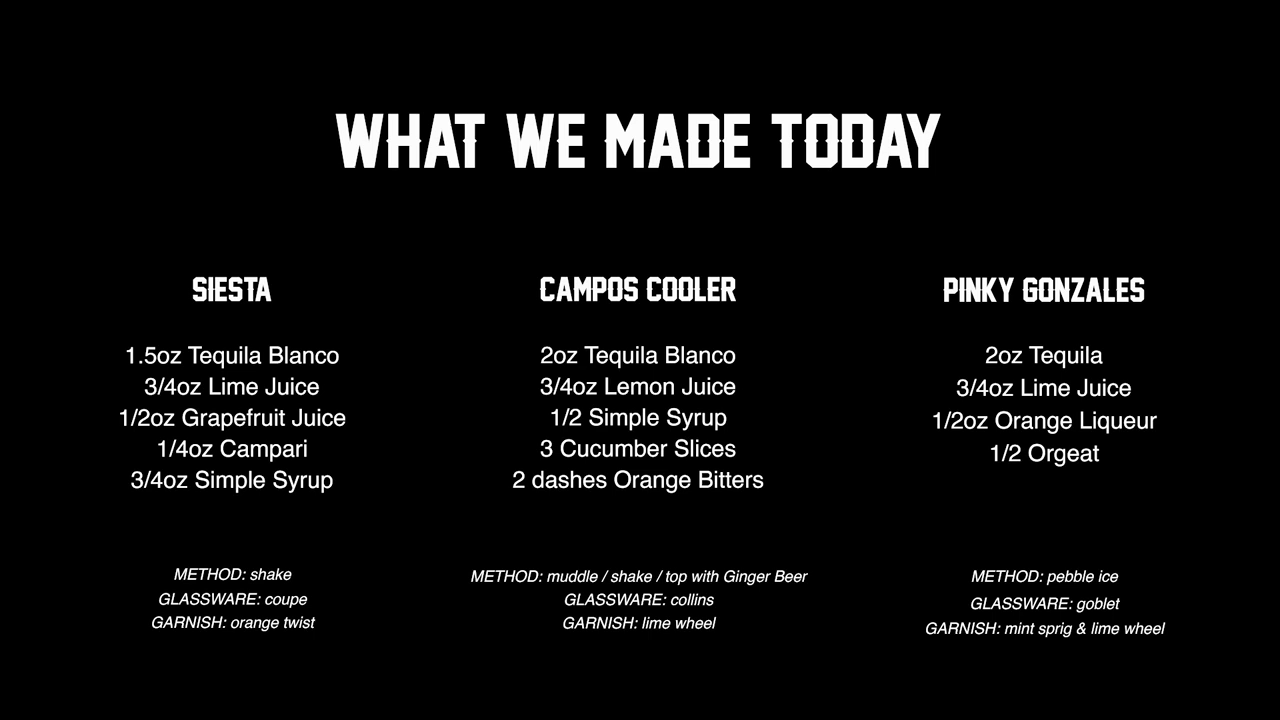 WHAT WE MADE TODAY
SIESTA
1.5oz Tequila Blanco
3/4oz Lime Juice
1/2oz Grapefruit Juice
1/4oz Campari
3/4oz Simple Syrup
METHOD: shake
GLASSWARE: coupe
GARNISH: orange twist
CAMPOS COOLER
2oz Tequila Blanco
3/4oz Lemon Juice
1/2 Simple Syrup
3 Cucumber Slices
2 dashes Orange Bitters
METHOD: muddle / shake / top with Ginger Beer
GLASSWARE: collins
GARNISH: lime wheel
PINKY GONZALES
2oz Tequila
3/4oz Lime Juice
1/2oz Orange Liqueur
1/2 Orgeat
METHOD: pebble ice
GLASSWARE: goblet
GARNISH: mint sprig & lime wheel